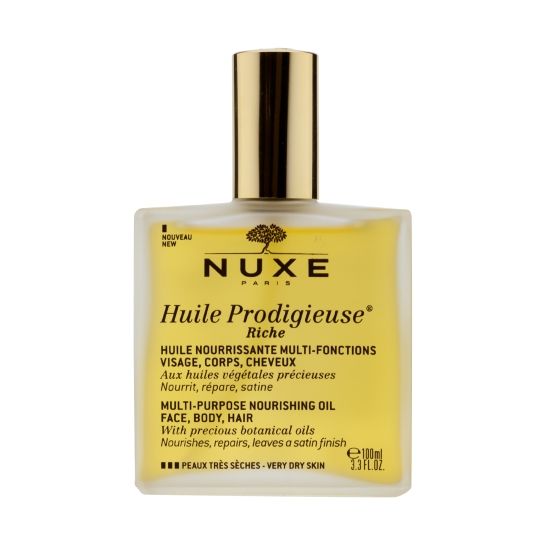 NOUVEAU
NEW
NUXE
PARIS
Huile Prodigieuse®
Riche
HUILE NOURRISSANTE MULTI-FONCTIONS
VISAGE, CORPS, CHEVEUX
Aux huiles végétales précieuses
Nourrit, répare, satine
MULTI-PURPOSE NOURISHING OIL
FACE, BODY, HAIR
With precious botanical oils
Nourishes, repairs, leaves a satin finish
℮100ml
3.3 FL.OZ.
PEAUX TRÈS SÈCHES - VERY DRY SKIN